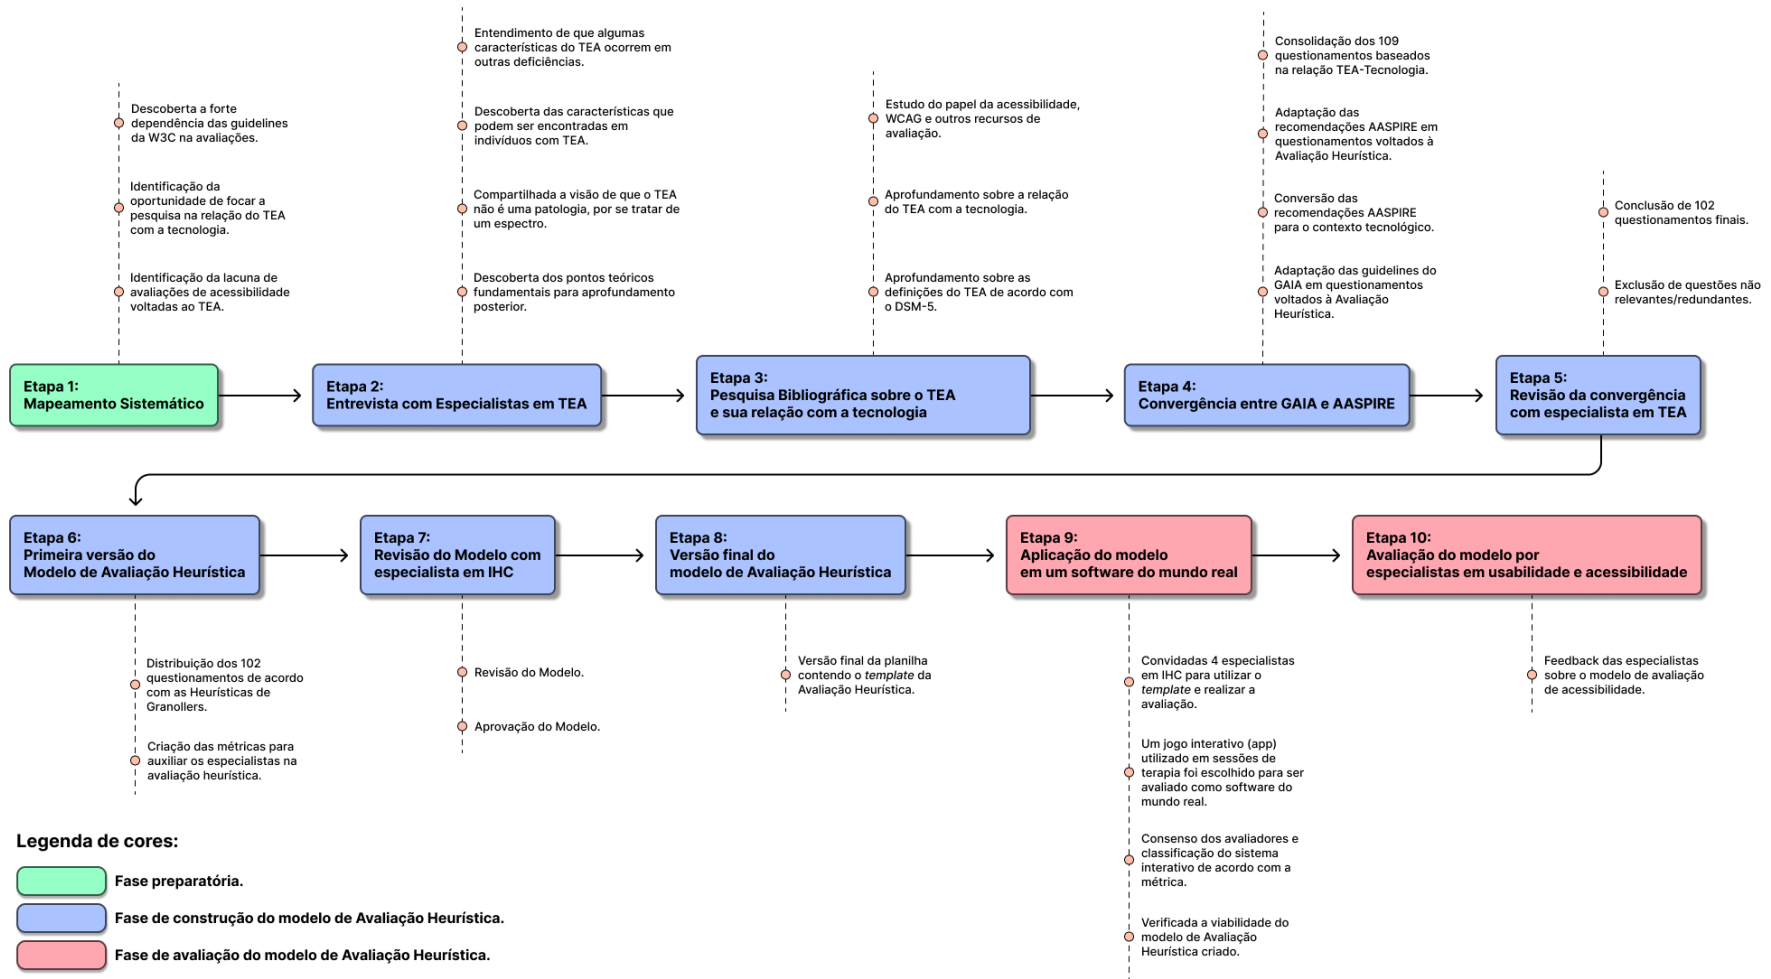 Descoberta a forte
dependência das guidelines
da W3C na avaliações.
Identificação da
oportunidade de focar a
pesquisa na relação do TEA
com a tecnologia.
Identificação da lacuna de
avaliações de acessibilidade
voltadas ao TEA.
Entendimento de que algumas
características do TEA ocorrem em
outras deficiências.
Descoberta das características que
podem ser encontradas em
indivíduos com TEA.
Compartilhada a visão de que o TEA
não é uma patologia, por se tratar de
um espectro.
Descoberta dos pontos teóricos
fundamentais para aprofundamento
posterior.
Estudo do papel da acessibilidade,
WCAG e outros recursos de
avaliação.
Aprofundamento sobre a relação
do TEA com a tecnologia.
Aprofundamento sobre as
definições do TEA de acordo com
o DSM-5.
Consolidação dos 109
questionamentos baseados
na relação TEA-Tecnologia.
Adaptação das
recomendações AASPIRE em
questionamentos voltados à
Avaliação Heurística.
Conversão das
recomendações AASPIRE
para o contexto tecnológico.
Adaptação das guidelines do
GAIA em questionamentos
voltados à Avaliação
Heurística.
Conclusão de 102
questionamentos finais.
Exclusão de questões não
relevantes/redundantes.
Etapa 1:
Mapeamento Sistemático
Etapa 2:
Entrevista com Especialistas em TEA
Etapa 3:
Pesquisa Bibliográfica sobre o TEA
e sua relação com a tecnologia
Etapa 4:
Convergência entre GAIA e AASPIRE
Etapa 5:
Revisão da convergência
com especialista em TEA
Etapa 6:
Primeira versão do
Modelo de Avaliação Heurística
Etapa 7:
Revisão do Modelo com
especialista em IHC
Etapa 8:
Versão final do
modelo de Avaliação Heurística
Etapa 9:
Aplicação do modelo
em um software do mundo real
Etapa 10:
Avaliação do modelo por
especialistas em usabilidade e acessibilidade
Distribuição dos 102
questionamentos de acordo
com as Heurísticas de
Granollers.
Criação das métricas para
auxiliar os especialistas na
avaliação heurística.
Revisão do Modelo.
Aprovação do Modelo.
Versão final da planilha
contendo o template da
Avaliação Heurística.
Convidadas 4 especialistas
em IHC para utilizar o
template e realizar a
avaliação.
Um jogo interativo (app)
utilizado em sessões de
terapia foi escolhido para ser
avaliado como software do
mundo real.
Consenso dos avaliadores e
classificação do sistema
interativo de acordo com a
métrica.
Verificada a viabilidade do
modelo de Avaliação
Heurística criado.
Feedback das especialistas
sobre o modelo de avaliação
de acessibilidade.
Legenda de cores:
Fase preparatória.
Fase de construção do modelo de Avaliação Heurística.
Fase de avaliação do modelo de Avaliação Heurística.